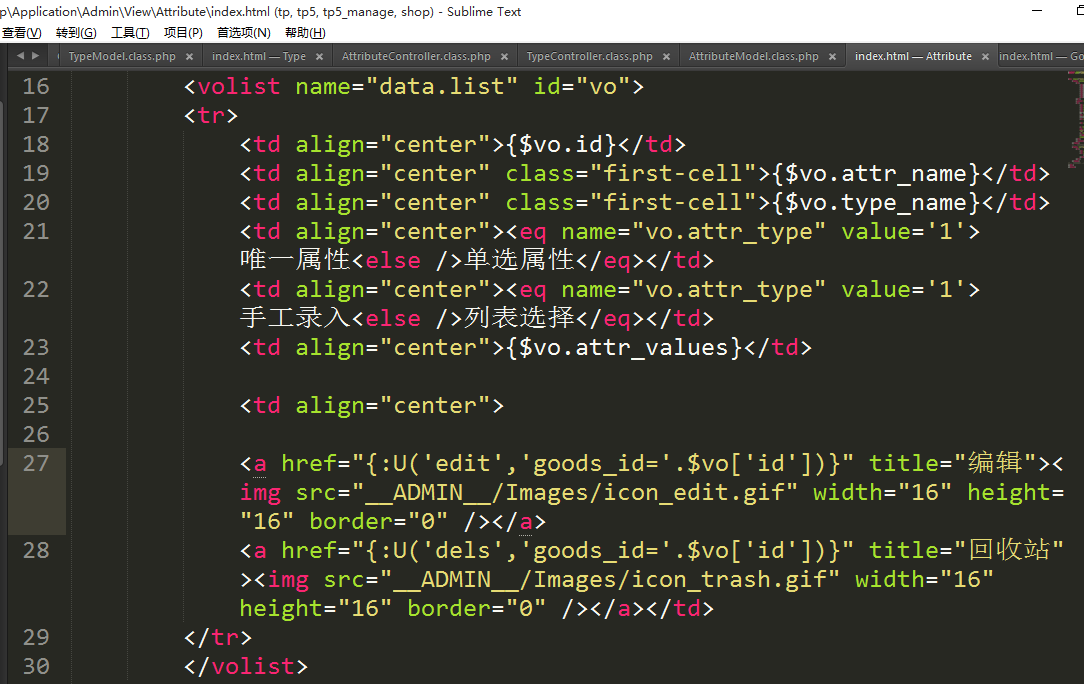 p\Application\Admin\View\Attribute\index.html (tp, tp5, tp5_manage, shop) - Sublime Text
查看(V) 转到(G) 工具(T) 项目(P) 首选项(N) 帮助(H)
TypeModel.class.php × index.html — Type × AttributeController.class.php × TypeController.class.php × AttributeModel.class.php × index.html — Attribute × index.html — Go
16 <volist name="data.list" id="vo">
17 <tr>
18 <td align="center">{$vo.id}</td>
19 <td align="center" class="first-cell">{$vo.attr_name}</td>
20 <td align="center" class="first-cell">{$vo.type_name}</td>
21 <td align="center"><eq name="vo.attr_type" value='1'>
唯一属性<else />单选属性</eq></td>
22 <td align="center"><eq name="vo.attr_type" value='1'>
手工录入<else />列表选择</eq></td>
23 <td align="center">{$vo.attr_values}</td>
24
25 <td align="center">
26
27 <a href="{:U('edit','goods_id='.$vo['id'])}" title="编辑"><
img src="__ADMIN__/Images/icon_edit.gif" width="16" height=
"16" border="0" /></a>
28 <a href="{:U('dels','goods_id='.$vo['id'])}" title="回收站"
><img src="__ADMIN__/Images/icon_trash.gif" width="16"
height="16" border="0" /></a></td>
29 </tr>
30 </volist>